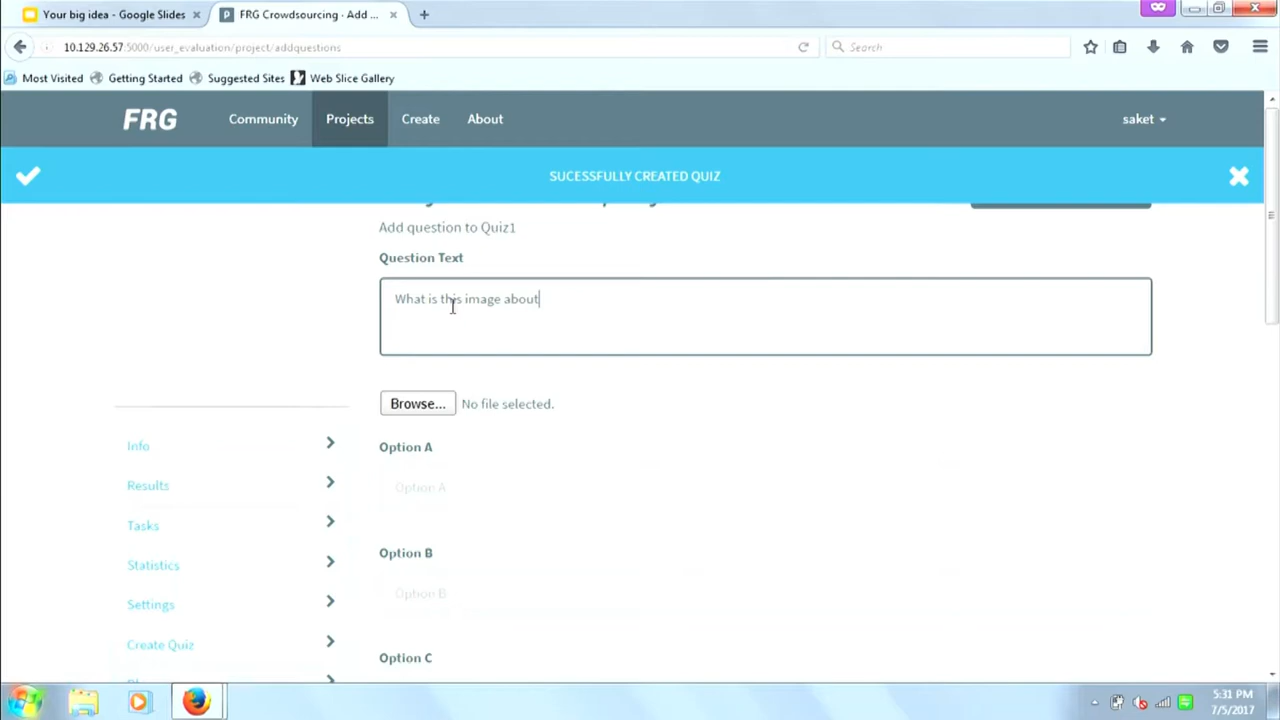 Your big idea - Google Slides
FRG Crowdsourcing · Add ...
10.129.26.57:5000/user_evaluation/project/addquestions
Search
Most Visited
Getting Started
Suggested Sites
Web Slice Gallery
FRG
Community
Projects
Create
About
saket
SUCESSFULLY CREATED QUIZ
Add question to Quiz1
Question Text
What is this image about
Browse...
No file selected.
Option A
Option A
Option B
Option B
Option C
Info
Results
Tasks
Statistics
Settings
Create Quiz
5:31 PM
7/5/2017